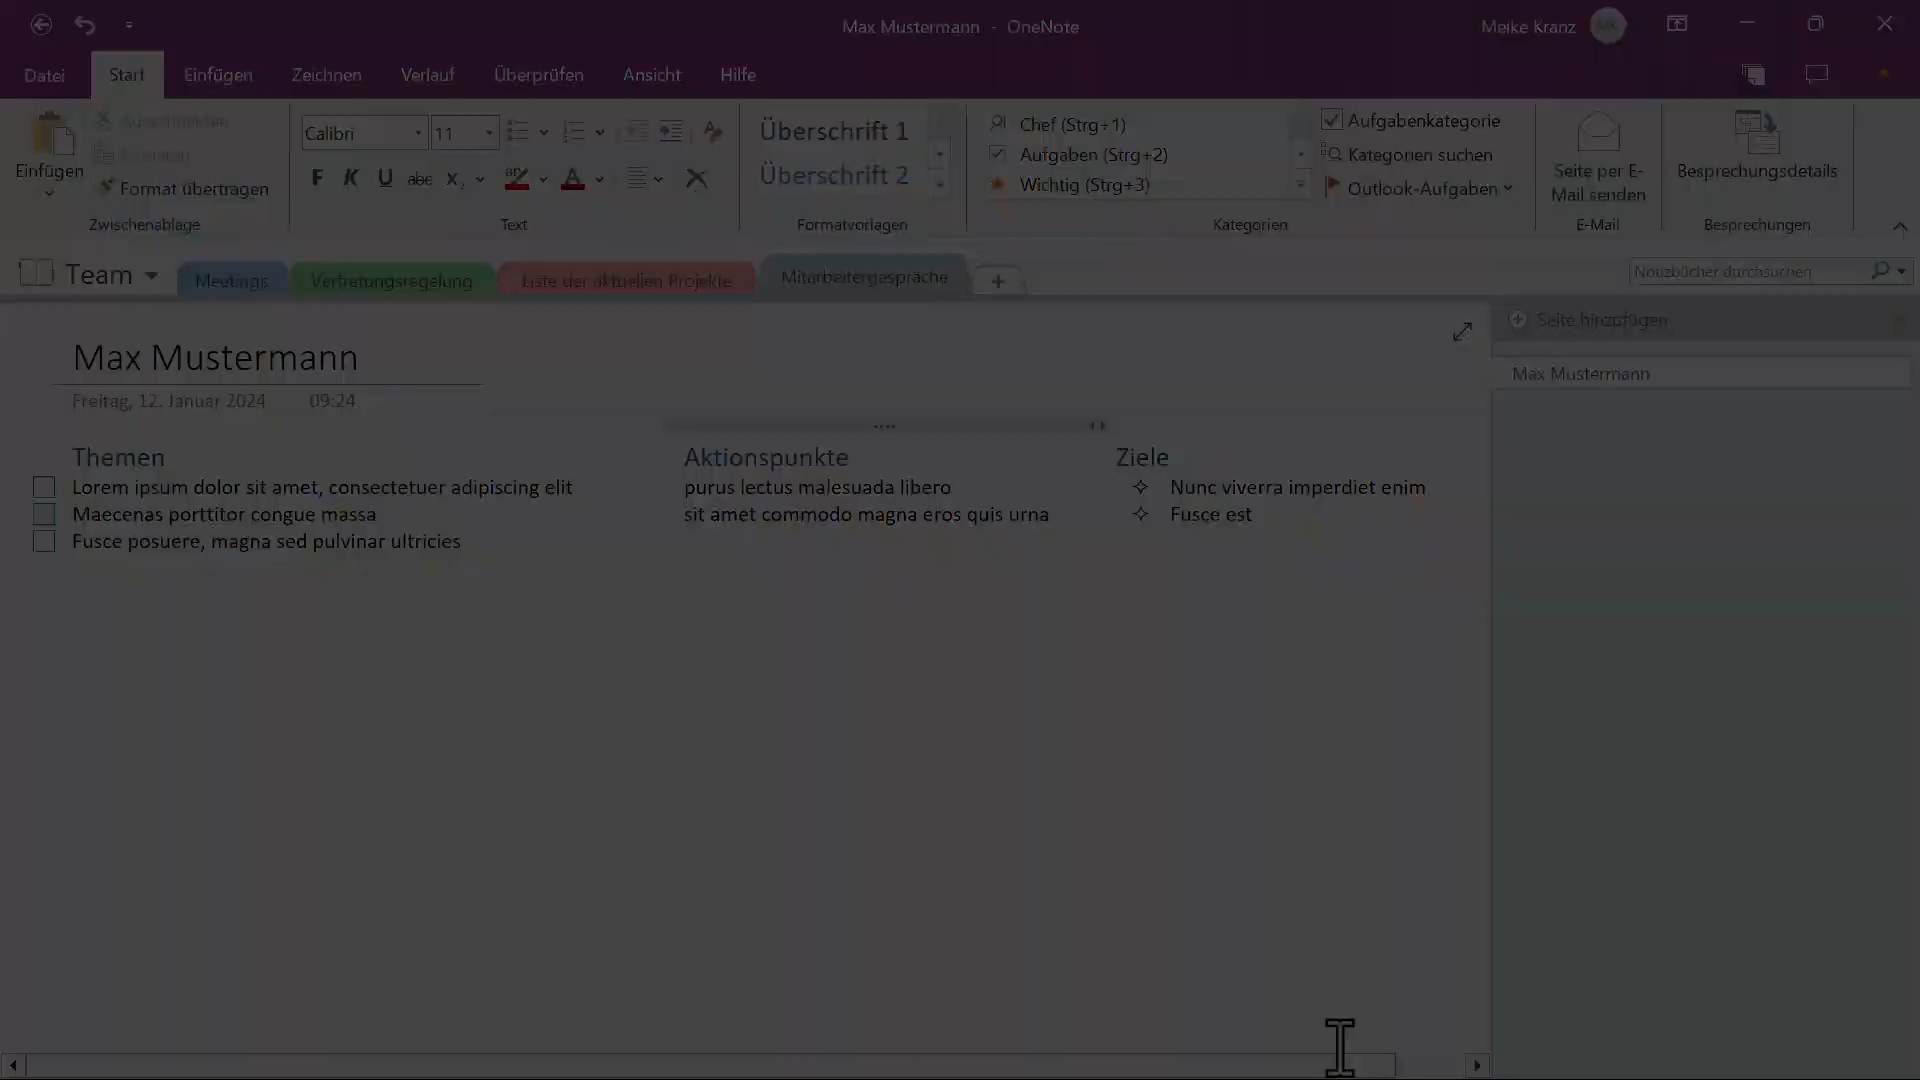 Max Mustermann - OneNote
Meike Kranz
MK
Datei
Start
Einfügen
Zeichnen
Verlauf
Überprüfen
Ansicht
Hilfe
Einfügen
Ausschneiden
Format übertragen
Zwischenablage
Calibri
11
F K U abc X₂
Text
Überschrift 1
Überschrift 2
Formatvorlagen
Chef (Strg+1)
Aufgaben (Strg+2)
Wichtig (Strg+3)
Aufgabenkategorie
Kategorien suchen
Outlook-Aufgaben
Kategorien
Seite per E-
Mail senden
E-Mail
Besprechungsdetails
Besprechungen
Team
Meetings
Vertretungsregelung
Liste der aktuellen Projekte
Mitarbeitergespräche
Notizbücher durchsuchen
Seite hinzufügen
Max Mustermann
Max Mustermann
Freitag, 12. Januar 2024 09:24
Themen
Lorem ipsum dolor sit amet, consectetuer adipiscing elit
Maecenas porttitor congue massa
Fusce posuere, magna sed pulvinar ultricies
Aktionspunkte
purus lectus malesuada libero
sit amet commodo magna eros quis urna
Ziele
Nunc viverra imperdiet enim
Fusce est